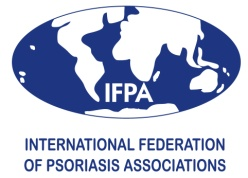 IFPA
INTERNATIONAL FEDERATION
OF PSORIASIS ASSOCIATIONS